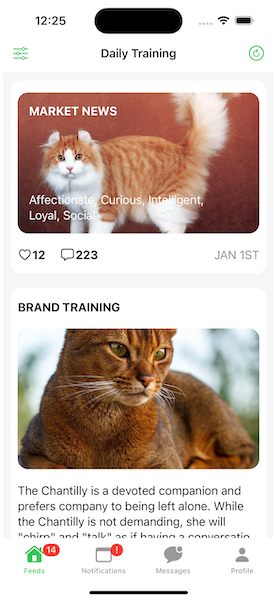 12:25
Daily Training
MARKET NEWS
Affectionate, Curious, Intelligent,
Loyal, Social
12 223 JAN 1ST
BRAND TRAINING
The Chantilly is a devoted companion and
prefers company to being left alone. While
the Chantilly is not demanding, she will
"chirp" and "talk" as if having a conversatio
14 !
Feeds Notifications Messages Profile